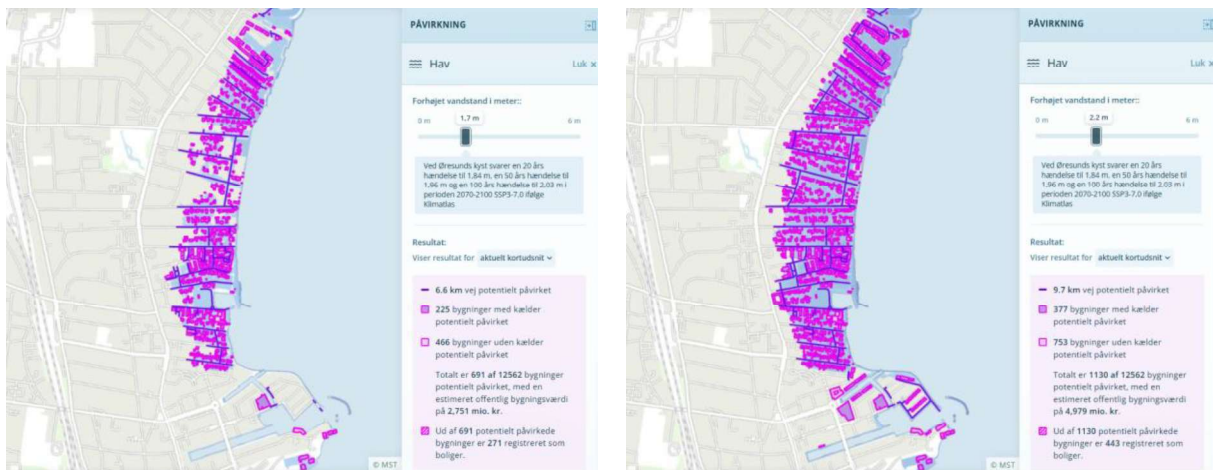 PÅVIRKNING
Hav
Luk ×
Forhøjet vandstand i meter::
0 m
1.7 m
6 m
Ved Øresunds kyst svarer en 20 års
hændelse til 1,84 m, en 50 års hændelse til
1,96 m og en 100 års hændelse til 2,03 m i
perioden 2070-2100 SSP3-7,0 ifølge
Klimatlas
Resultat:
Viser resultat for aktuelt kortudsnit
6.6 km vej potentielt påvirket
225 bygninger med kælder
potentielt påvirket
466 bygninger uden kælder
potentielt påvirket
Totalt er 691 af 12562 bygninger
potentielt påvirket, med en
estimeret offentlig bygningsværdi
på 2,751 mio. kr.
Ud af 691 potentielt påvirkede
bygninger er 271 registreret som
boliger.
© MST
PÅVIRKNING
Hav
Luk ×
Forhøjet vandstand i meter::
0 m
2.2 m
6 m
Ved Øresunds kyst svarer en 20 års
hændelse til 1,84 m, en 50 års hændelse til
1,96 m og en 100 års hændelse til 2,03 m i
perioden 2070-2100 SSP3-7,0 ifølge
Klimatlas
Resultat:
Viser resultat for aktuelt kortudsnit
9.7 km vej potentielt påvirket
377 bygninger med kælder
potentielt påvirket
753 bygninger uden kælder
potentielt påvirket
Totalt er 1130 af 12562 bygninger
potentielt påvirket, med en
estimeret offentlig bygningsværdi
på 4,979 mio. kr.
Ud af 1130 potentielt påvirkede
bygninger er 443 registreret som
boliger.
© MST